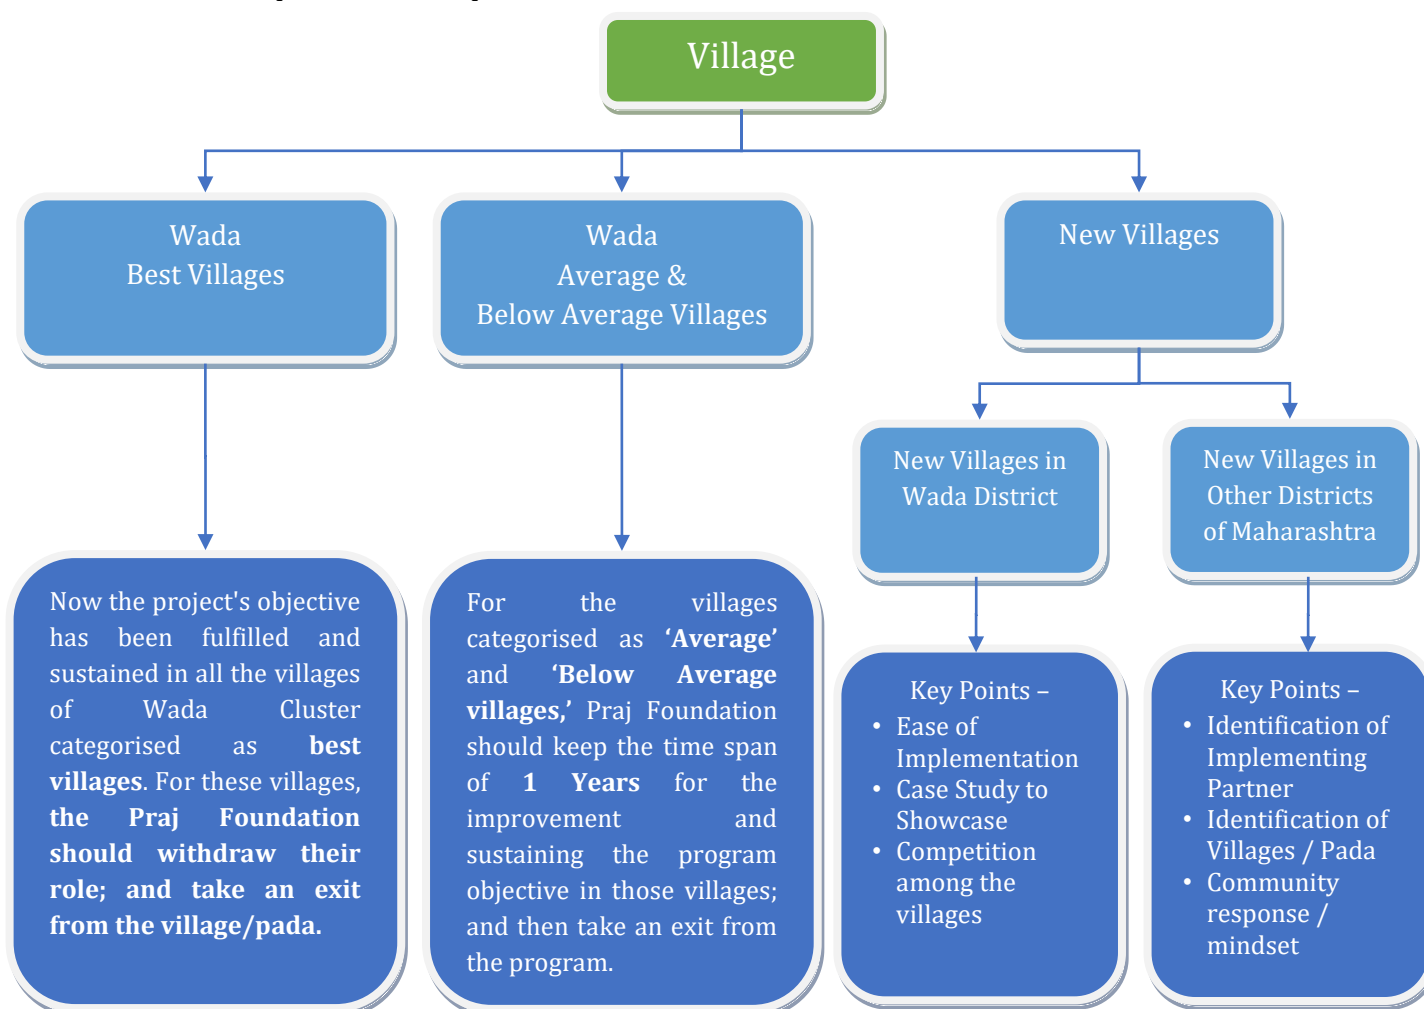 Village
Wada
Best Villages
Wada
Average &
Below Average Villages
New Villages
New Villages in
Wada District
New Villages in
Other Districts
of Maharashtra
Now the project's objective
has been fulfilled and
sustained in all the villages
of Wada Cluster
categorised as best
villages. For these villages,
the Praj Foundation
should withdraw their
role; and take an exit
from the village/pada.
For the villages
categorised as ‘Average’
and ‘Below Average
villages,’ Praj Foundation
should keep the time span
of 1 Years for the
improvement and
sustaining the program
objective in those villages;
and then take an exit from
the program.
Key Points –
• Ease of
Implementation
• Case Study to
Showcase
• Competition
among the
villages
Key Points –
• Identification of
Implementing
Partner
• Identification of
Villages / Pada
• Community
response /
mindset